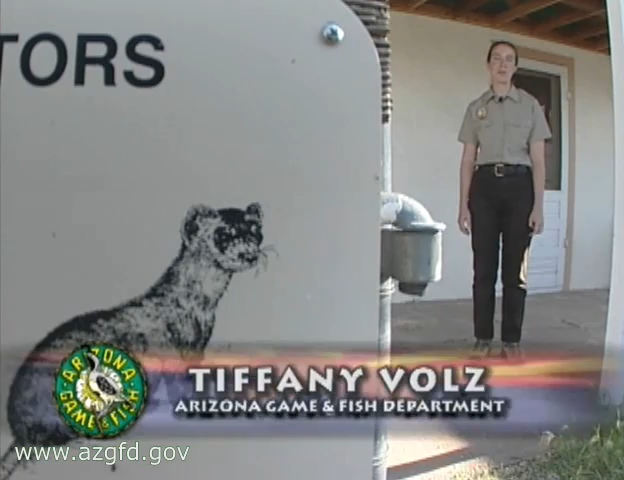 TORS
TIFFANY VOLZ
ARIZONA GAME & FISH DEPARTMENT
ARIZONA
GAME & FISH
www.azgfd.gov